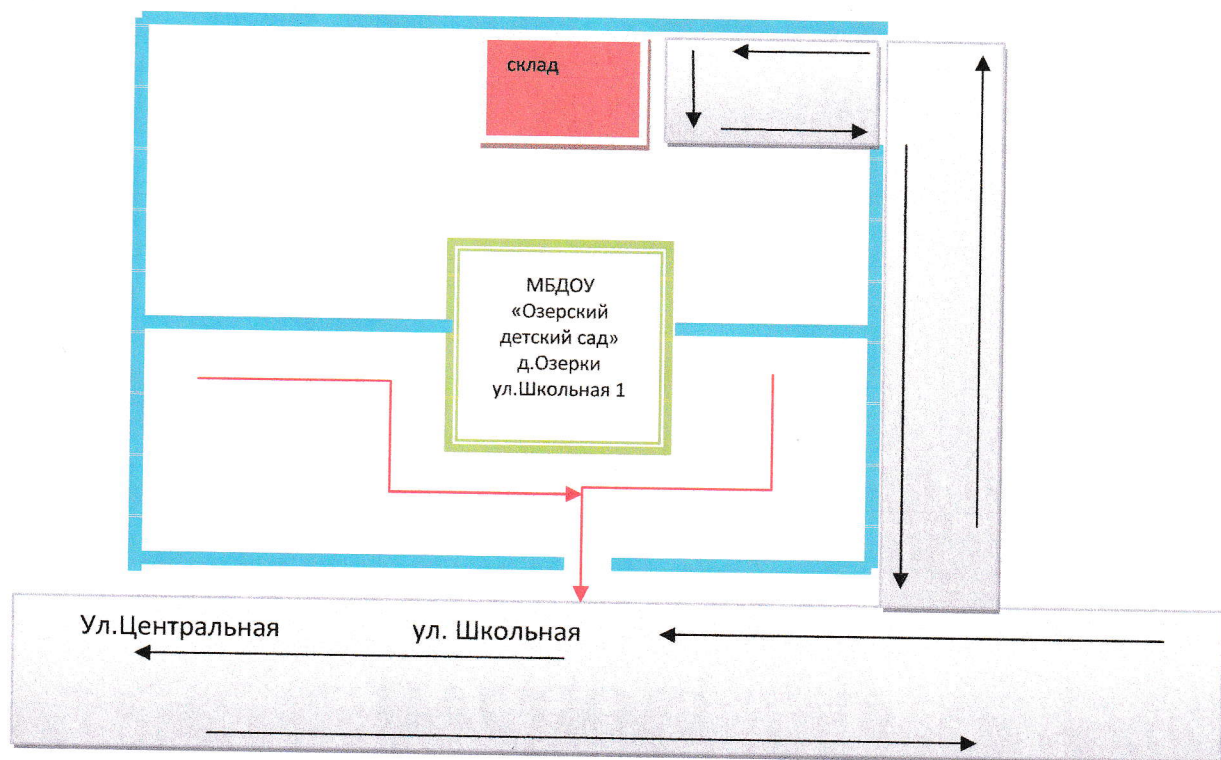 склад
МБДОУ
«Озерский
детский сад»
д.Озерки
ул.Школьная 1
Ул.Центральная
ул. Школьная